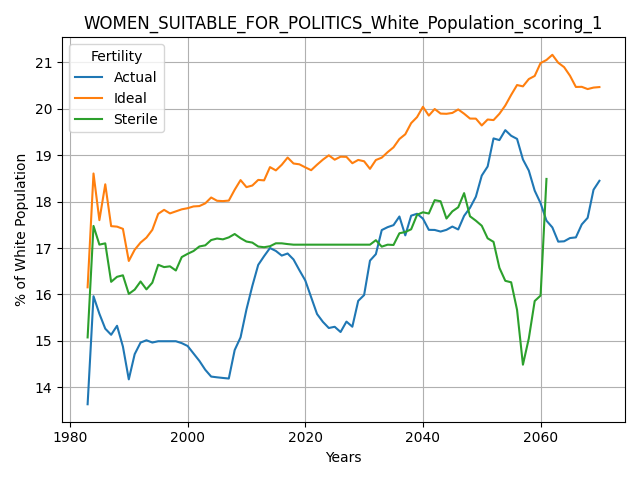 WOMEN_SUITABLE_FOR_POLITICS_White_Population_scoring_1
Fertility
Actual
Ideal
Sterile
% of White Population
21
20
19
18
17
16
15
14
1980
2000
2020
2040
2060
Years